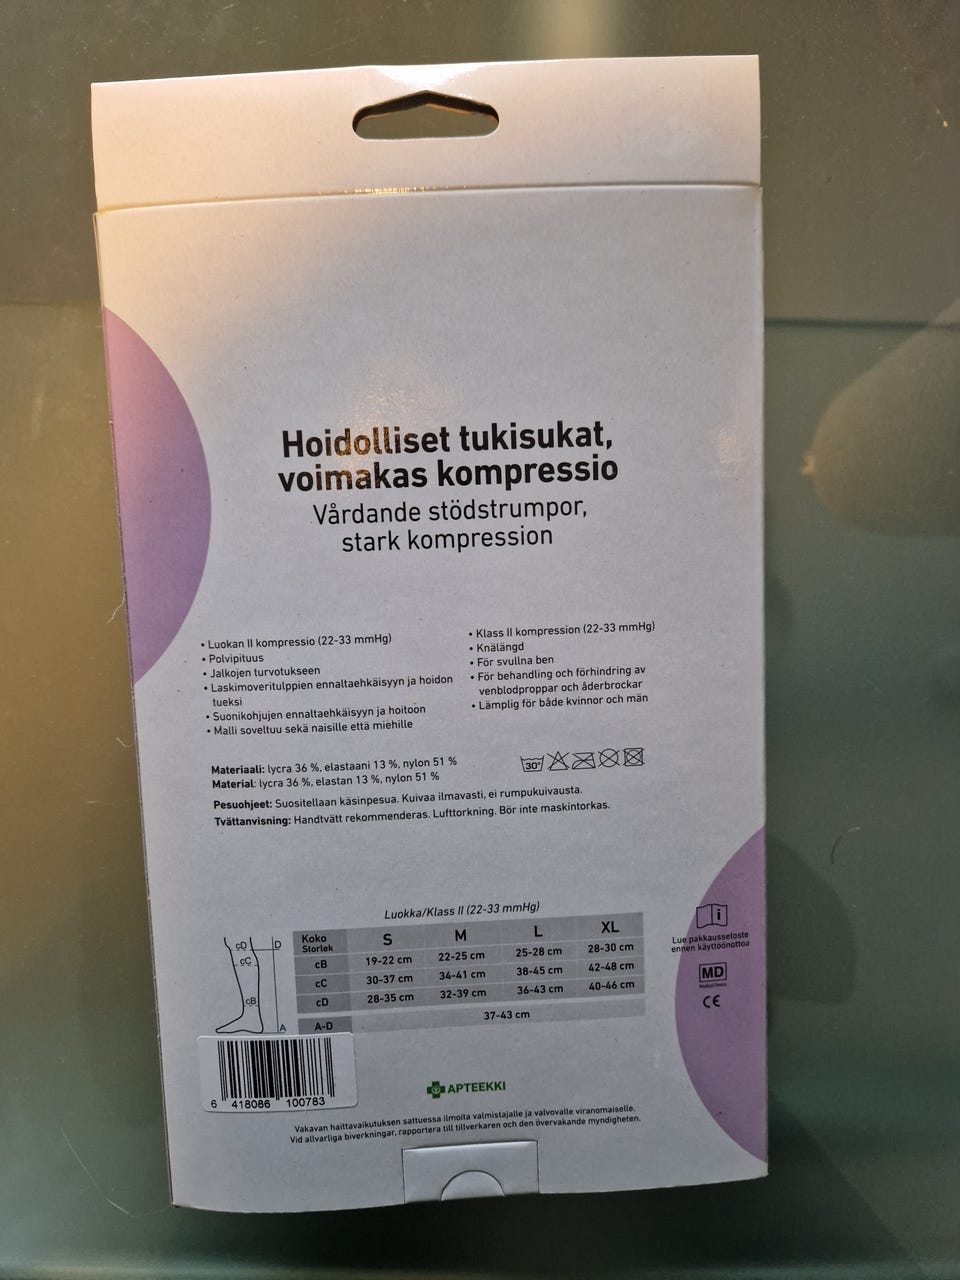 Hoidolliset tukisukat,
voimakas kompressio
Vårdande stödstrumpor,
stark kompression
• Luokan II kompressio (22-33 mmHg)
• Polvipituus
• Jalkojen turvotukseen
• Laskimoveritulppien ennaltaehkäisyyn ja hoidon
tueksi
• Suonikohjujen ennaltaehkäisyyn ja hoitoon
• Malli soveltuu sekä naisille että miehille
• Klass II kompression (22-33 mmHg)
• Knälängd
• För svullna ben
• För behandling och förhindring av
venblodproppar och åderbrockar
• Lämplig för både kvinnor och män
Materiaali: lycra 36 %, elastaani 13 %, nylon 51 %
Material: lycra 36 %, elastan 13 %, nylon 51 %
30°
Pesuohjeet: Suositellaan käsinpesua. Kuivaa ilmavasti, ei rumpukuivausta.
Tvättanvisning: Handtvätt rekommenderas. Lufttorkning. Bör inte maskintorkas.
Luokka/Klass II (22-33 mmHg)
Koko
Storlek
S M L XL
cB 19-22 cm 22-25 cm 25-28 cm 28-30 cm
cC 30-37 cm 34-41 cm 38-45 cm 42-48 cm
cD 28-35 cm 32-39 cm 36-43 cm 40-46 cm
A-D 37-43 cm
cD D
cC
cB
A
Lue pakkausseloste
ennen käyttöönottoa
MD
Medical Device
CE
6 418086 100783
APTEEKKI
Vakavan haittavaikutuksen sattuessa ilmoita valmistajalle ja valvovalle viranomaiselle.
Vid allvarliga biverkningar, rapportera till tillverkaren och den övervakande myndigheten.